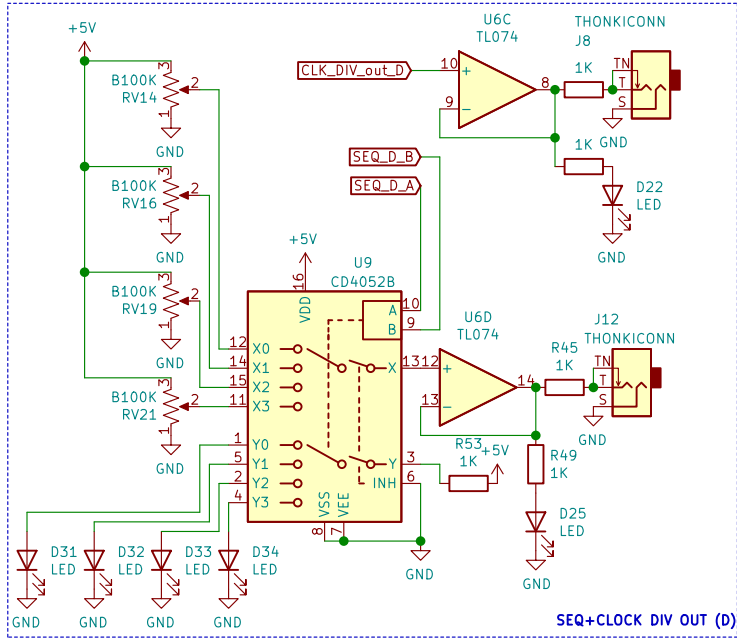 +5V
B100K
RV14
3
2
1
GND
B100K
RV16
3
2
1
GND
B100K
RV19
3
2
1
GND
B100K
RV21
3
2
1
GND
CLK_DIV_out_D
U6C
TL074
10
+
9
-
8
1K
THONKICONN
J8
TN
T
S
GND
1K
D22
LED
GND
SEQ_D_B
SEQ_D_A
+5V
16
VDD
U9
CD4052B
A
10
B
9
12
X0
14
X1
15
X2
11
X3
X
13
1
Y0
5
Y1
2
Y2
4
Y3
Y
3
INH
6
VSS
VEE
8
7
GND
U6D
TL074
12
+
13
-
14
R45
1K
J12
THONKICONN
TN
T
S
GND
R53
1K
+5V
R49
1K
D25
LED
GND
D31
LED
GND
D32
LED
GND
D33
LED
GND
D34
LED
GND
SEQ+CLOCK DIV OUT (D)